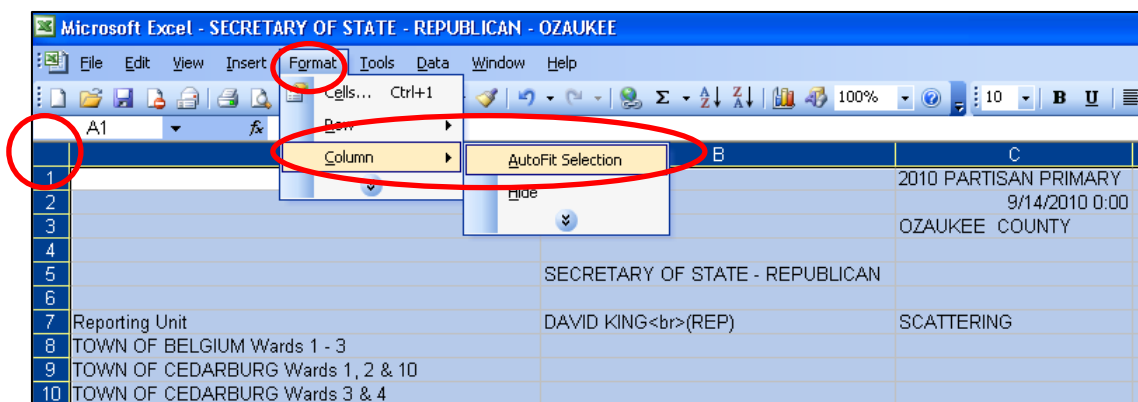 Microsoft Excel - SECRETARY OF STATE - REPUBLICAN - OZAUKEE
File Edit View Insert Format Tools Data Window Help
Cells... Ctrl+1
Σ A Z Z A 100% 10 B U
A1 fx Row
Column AutoFit Selection B C
Hide
1 2010 PARTISAN PRIMARY
2 9/14/2010 0:00
3 OZAUKEE COUNTY
4
5 SECRETARY OF STATE - REPUBLICAN
6
7 Reporting Unit DAVID KING<br>(REP) SCATTERING
8 TOWN OF BELGIUM Wards 1 - 3
9 TOWN OF CEDARBURG Wards 1, 2 & 10
10 TOWN OF CEDARBURG Wards 3 & 4